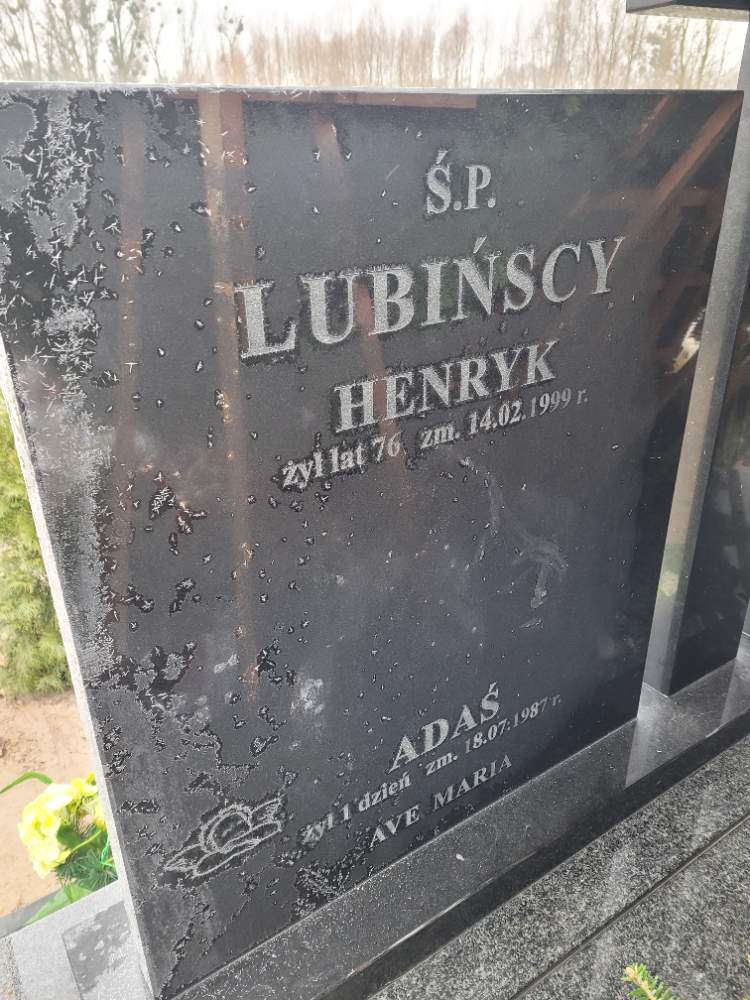 Ś.P.
LUBIŃSCY
HENRYK
żył lat 76 zm. 14.02.1999 r.
ADAŚ
żył 1 dzień zm. 18.07.1987 r.
AVE MARIA